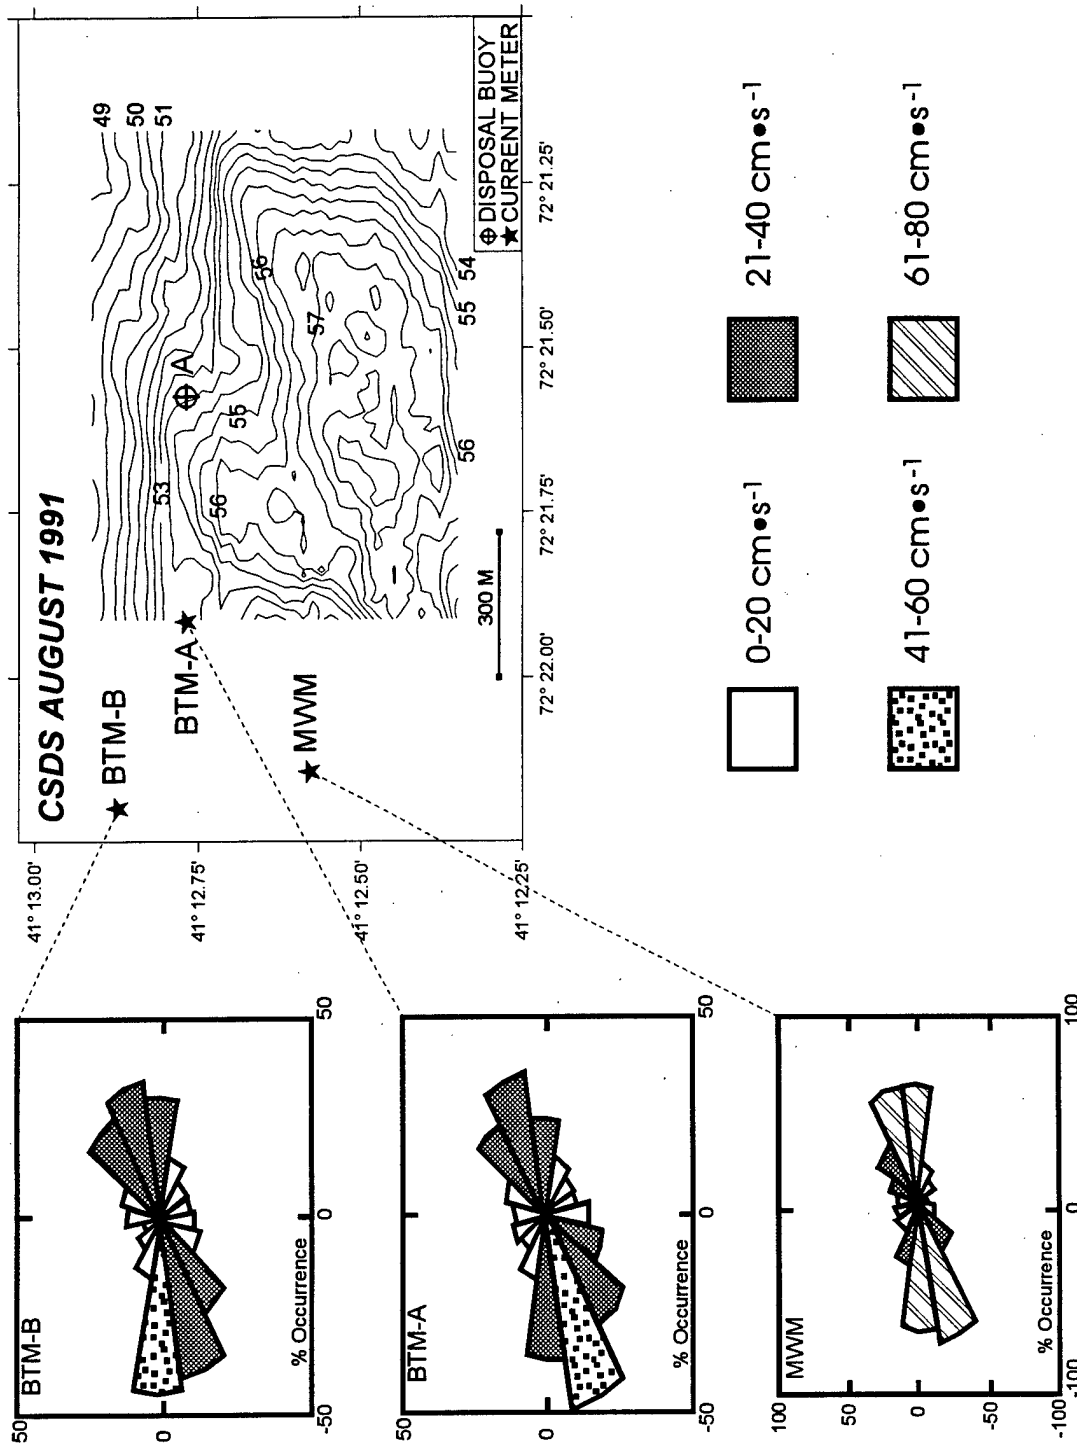 CSDS AUGUST 1991
BTM-B
BTM-A
MWM
49
50
51
53
55
56
56
57
54
55
56
A
300 M
⊕ DISPOSAL BUOY
★ CURRENT METER
41° 13.00'
41° 12.75'
41° 12.50'
41° 12.25'
72° 22.00'
72° 21.75'
72° 21.50'
72° 21.25'
BTM-B
50
0
-50
0
50
% Occurrence
BTM-A
0
-50
0
50
% Occurrence
MWM
100
50
0
-50
-100
-100
0
100
% Occurrence
0-20 cm•s-1
21-40 cm•s-1
41-60 cm•s-1
61-80 cm•s-1